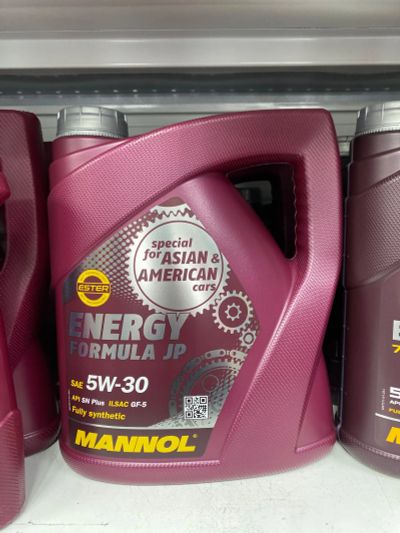 special
for ASIAN &
AMERICAN
cars
ESTER
ENERGY
FORMULA JP
SAE 5W-30
API SN Plus ILSAC GF-5
Fully synthetic
MANNOL